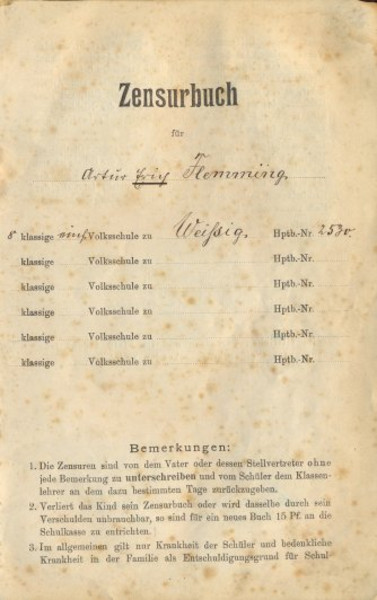 Zensurbuch
für
Artur Erich Flemming.
8 klassige einf. Volksschule zu Weißig. Hptb.-Nr. 253
klassige Volksschule zu Hptb.-Nr.
klassige Volksschule zu Hptb.-Nr.
klassige Volksschule zu Hptb.-Nr.
klassige Volksschule zu Hptb.-Nr.
klassige Volksschule zu Hptb.-Nr.
Bemerkungen:
1. Die Zensuren sind von dem Vater oder dessen Stellvertreter ohne
jede Bemerkung zu unterschreiben und vom Schüler dem Klassen-
lehrer an dem dazu bestimmten Tage zurückzugeben.
2. Verliert das Kind sein Zensurbuch oder wird dasselbe durch sein
Verschulden unbrauchbar, so sind für ein neues Buch 15 Pf. an die
Schulkasse zu entrichten.
3. Im allgemeinen gilt nur Krankheit der Schüler und bedenkliche
Krankheit in der Familie als Entschuldigungsgrund für Schul-